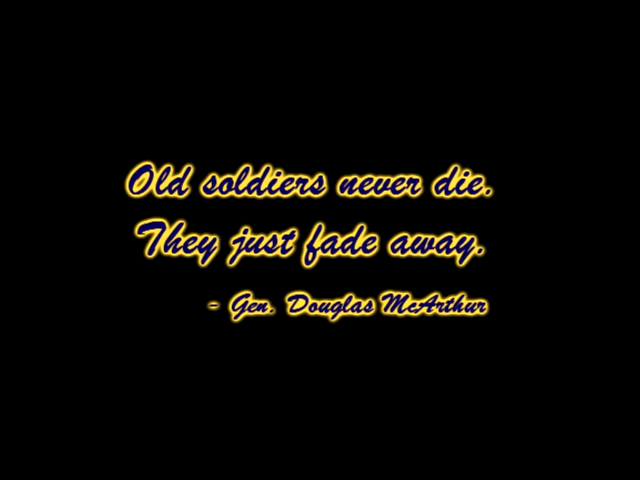 Old soldiers never die.
They just fade away.
- Gen. Douglas McArthur